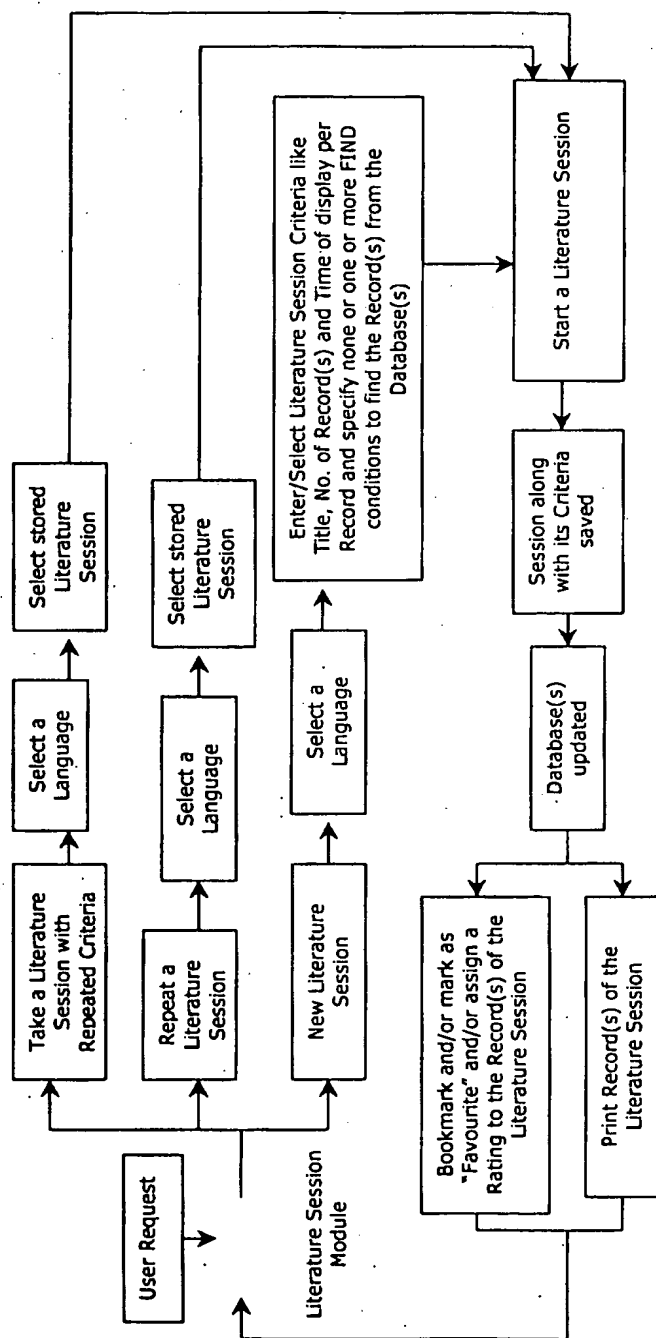 User Request
Literature Session
Module
Take a Literature
Session with
Repeated Criteria
Select a
Language
Select stored
Literature
Session
Repeat a
Literature
Session
Select a
Language
Select stored
Literature
Session
New Literature
Session
Select a
Language
Enter/Select Literature Session Criteria like
Title, No. of Record(s) and Time of display per
Record and specify none or one or more FIND
conditions to find the Record(s) from the
Database(s)
Start a Literature Session
Session along
with its Criteria
saved
Database(s)
updated
Bookmark and/or mark as
"Favourite" and/or assign a
Rating to the Record(s) of the
Literature Session
Print Record(s) of the
Literature Session